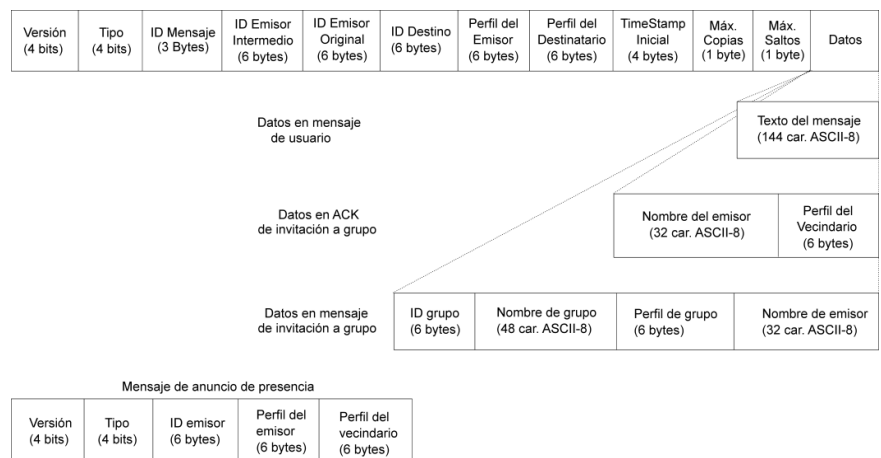 Versión
(4 bits)
Tipo
(4 bits)
ID Mensaje
(3 Bytes)
ID Emisor
Intermedio
(6 bytes)
ID Emisor
Original
(6 bytes)
ID Destino
(6 bytes)
Perfil del
Emisor
(6 bytes)
Perfil del
Destinatario
(6 bytes)
TimeStamp
Inicial
(4 bytes)
Máx.
Copias
(1 byte)
Máx.
Saltos
(1 byte)
Datos
Datos en mensaje
de usuario
Texto del mensaje
(144 car. ASCII-8)
Datos en ACK
de invitación a grupo
Nombre del emisor
(32 car. ASCII-8)
Perfil del
Vecindario
(6 bytes)
Datos en mensaje
de invitación a grupo
ID grupo
(6 bytes)
Nombre de grupo
(48 car. ASCII-8)
Perfil de grupo
(6 bytes)
Nombre de emisor
(32 car. ASCII-8)
Mensaje de anuncio de presencia
Versión
(4 bits)
Tipo
(4 bits)
ID emisor
(6 bytes)
Perfil del
emisor
(6 bytes)
Perfil del
vecindario
(6 bytes)